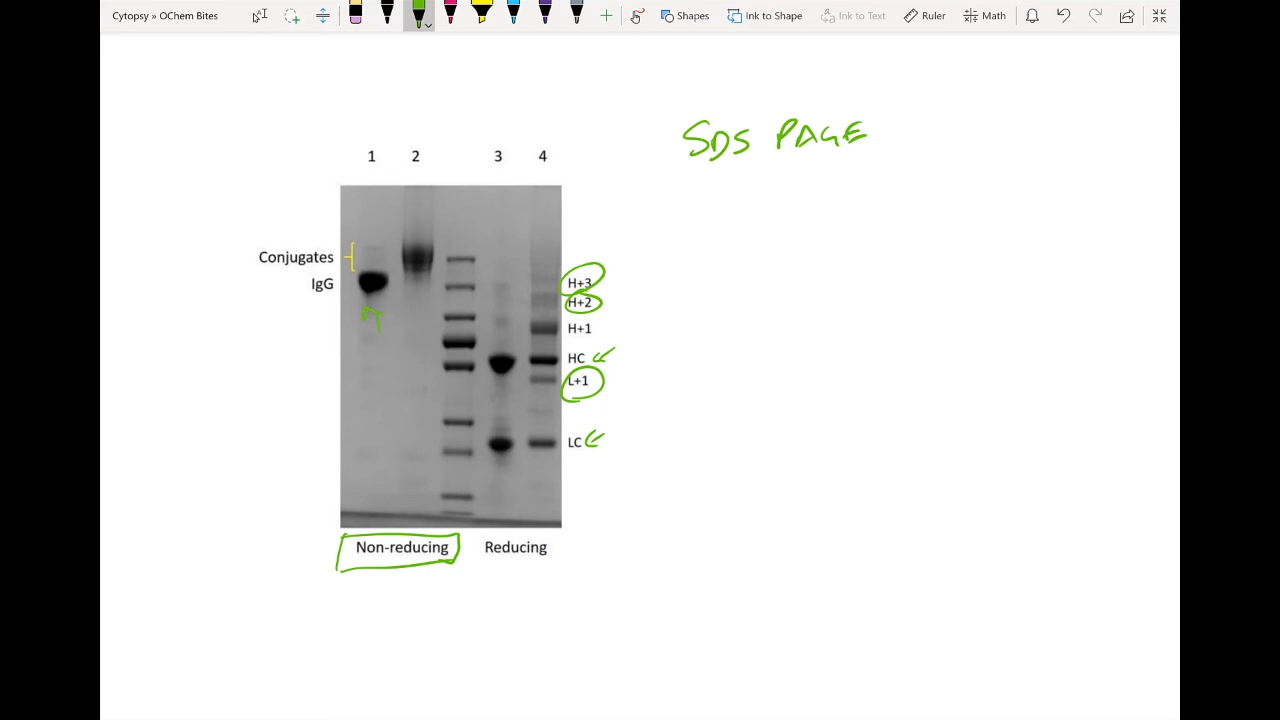 Cytopsy » OChem Bites
Shapes
Ink to Shape
Ink to Text
Ruler
Math
SDS PAGE
1 2 3 4
Conjugates
IgG
H+3
H+2
H+1
HC
L+1
LC
Non-reducing Reducing